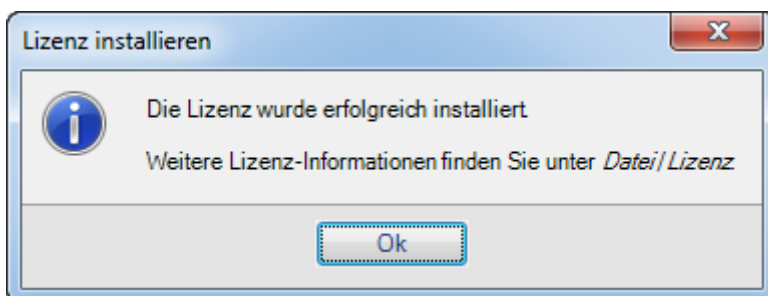 Lizenz installieren
Die Lizenz wurde erfolgreich installiert.
Weitere Lizenz-Informationen finden Sie unter Datei/Lizenz
Ok